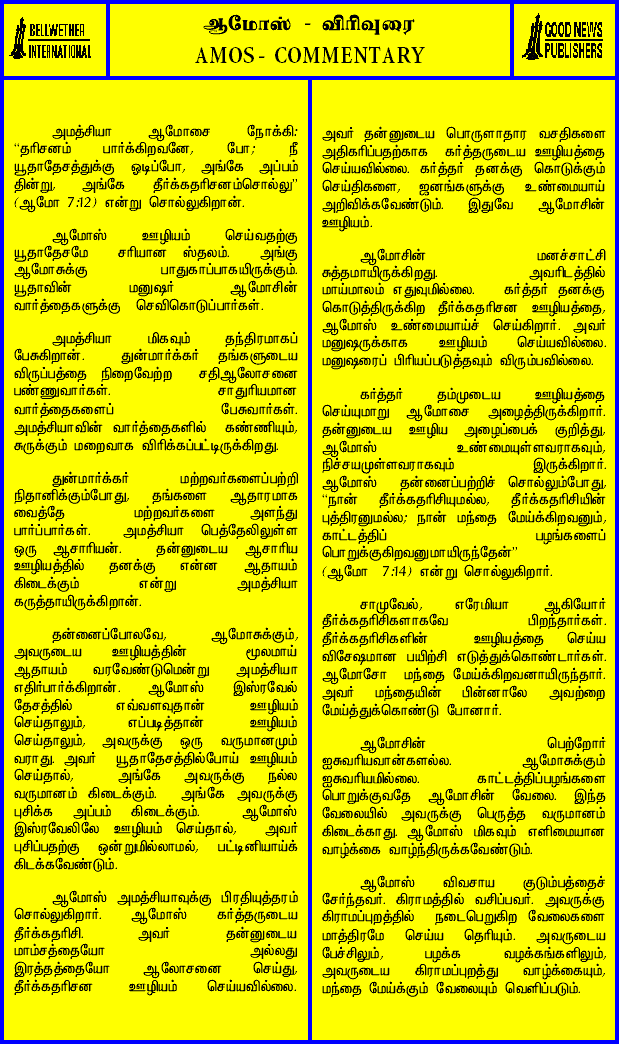 BELLWETHER
INTERNATIONAL
ஆமோஸ் - விரிவுரை
AMOS- COMMENTARY
GOOD NEWS
PUBLISHERS
அமத்சியா ஆமோசை நோக்கி:
“தரிசனம் பார்க்கிறவனே, போ; நீ
யூதாதேசத்துக்கு ஓடிப்போ, அங்கே அப்பம்
தின்று, அங்கே தீர்க்கதரிசனம்சொல்லு”
(ஆமோ 7:12) என்று சொல்லுகிறான்.
ஆமோஸ் ஊழியம் செய்வதற்கு
யூதாதேசமே சரியான ஸ்தலம். அங்கு
ஆமோசுக்கு பாதுகாப்பாகயிருக்கும்.
யூதாவின் மனுஷர் ஆமோசின்
வார்த்தைகளுக்கு செவிகொடுப்பார்கள்.
அமத்சியா மிகவும் தந்திரமாகப்
பேசுகிறான். துன்மார்க்கர் தங்களுடைய
விருப்பத்தை நிறைவேற்ற சதிஆலோசனை
பண்ணுவார்கள். சாதுரியமான
வார்த்தைகளைப் பேசுவார்கள்.
அமத்சியாவின் வார்த்தைகளில் கண்ணியும்,
சுருக்கும் மறைவாக விரிக்கப்பட்டிருக்கிறது.
துன்மார்க்கர் மற்றவர்களைப்பற்றி
நிதானிக்கும்போது, தங்களை ஆதாரமாக
வைத்தே மற்றவர்களை அளந்து
பார்ப்பார்கள். அமத்சியா பெத்தேலிலுள்ள
ஒரு ஆசாரியன். தன்னுடைய ஆசாரிய
ஊழியத்தில் தனக்கு என்ன ஆதாயம்
கிடைக்கும் என்று அமத்சியா
கருத்தாயிருக்கிறான்.
தன்னைப்போலவே, ஆமோசுக்கும்,
அவருடைய ஊழியத்தின் மூலமாய்
ஆதாயம் வரவேண்டுமென்று அமத்சியா
எதிர்பார்க்கிறான். ஆமோஸ் இஸ்ரவேல்
தேசத்தில் எவ்வளவுதான் ஊழியம்
செய்தாலும், எப்படித்தான் ஊழியம்
செய்தாலும், அவருக்கு ஒரு வருமானமும்
வராது. அவர் யூதாதேசத்தில்போய் ஊழியம்
செய்தால், அங்கே அவருக்கு நல்ல
வருமானம் கிடைக்கும். அங்கே அவருக்கு
புசிக்க அப்பம் கிடைக்கும். ஆமோஸ்
இஸ்ரவேலிலே ஊழியம் செய்தால், அவர்
புசிப்பதற்கு ஒன்றுமில்லாமல், பட்டினியாய்க்
கிடக்கவேண்டும்.
ஆமோஸ் அமத்சியாவுக்கு பிரதியுத்தரம்
சொல்லுகிறார். ஆமோஸ் கர்த்தருடைய
தீர்க்கதரிசி. அவர் தன்னுடைய
மாம்சத்தையோ அல்லது
இரத்தத்தையோ ஆலோசனை செய்து,
தீர்க்கதரிசன ஊழியம் செய்யவில்லை.
அவர் தன்னுடைய பொருளாதார வசதிகளை
அதிகரிப்பதற்காக கர்த்தருடைய ஊழியத்தை
செய்யவில்லை. கர்த்தர் தனக்கு கொடுக்கும்
செய்திகளை, ஜனங்களுக்கு உண்மையாய்
அறிவிக்கவேண்டும். இதுவே ஆமோசின்
ஊழியம்.
ஆமோசின் மனச்சாட்சி
சுத்தமாயிருக்கிறது. அவரிடத்தில்
மாய்மாலம் எதுவுமில்லை. கர்த்தர் தனக்கு
கொடுத்திருக்கிற தீர்க்கதரிசன ஊழியத்தை,
ஆமோஸ் உண்மையாய்ச் செய்கிறார். அவர்
மனுஷருக்காக ஊழியம் செய்யவில்லை.
மனுஷரைப் பிரியப்படுத்தவும் விரும்பவில்லை.
கர்த்தர் தம்முடைய ஊழியத்தை
செய்யுமாறு ஆமோசை அழைத்திருக்கிறார்.
தன்னுடைய ஊழிய அழைப்பைக் குறித்து,
ஆமோஸ் உண்மையுள்ளவராகவும்,
நிச்சயமுள்ளவராகவும் இருக்கிறார்.
ஆமோஸ் தன்னைப்பற்றிச் சொல்லும்போது,
“நான் தீர்க்கதரிசியுமல்ல, தீர்க்கதரிசியின்
புத்திரனுமல்ல; நான் மந்தை மேய்க்கிறவனும்,
காட்டத்திப் பழங்களைப்
பொறுக்குகிறவனுமாயிருந்தேன்”
(ஆமோ 7:14) என்று சொல்லுகிறார்.
சாமுவேல், எரேமியா ஆகியோர்
தீர்க்கதரிசிகளாகவே பிறந்தார்கள்.
தீர்க்கதரிசிகளின் ஊழியத்தை செய்ய
விசேஷமான பயிற்சி எடுத்துக்கொண்டார்கள்.
ஆமோசோ மந்தை மேய்க்கிறவனாயிருந்தார்.
அவர் மந்தையின் பின்னாலே அவற்றை
மேய்த்துக்கொண்டு போனார்.
ஆமோசின் பெற்றோர்
ஐசுவரியவான்களல்ல. ஆமோசுக்கும்
ஐசுவரியமில்லை. காட்டத்திப்பழங்களை
பொறுக்குவதே ஆமோசின் வேலை. இந்த
வேலையில் அவருக்கு பெருத்த வருமானம்
கிடைக்காது. ஆமோஸ் மிகவும் எளிமையான
வாழ்க்கை வாழ்ந்திருக்கவேண்டும்.
ஆமோஸ் விவசாய குடும்பத்தைச்
சேர்ந்தவர். கிராமத்தில் வசிப்பவர். அவருக்கு
கிராமப்புறத்தில் நடைபெறுகிற வேலைகளை
மாத்திரமே செய்ய தெரியும். அவருடைய
பேச்சிலும், பழக்க வழக்கங்களிலும்,
அவருடைய கிராமப்புறத்து வாழ்க்கையும்,
மந்தை மேய்க்கும் வேலையும் வெளிப்படும்.